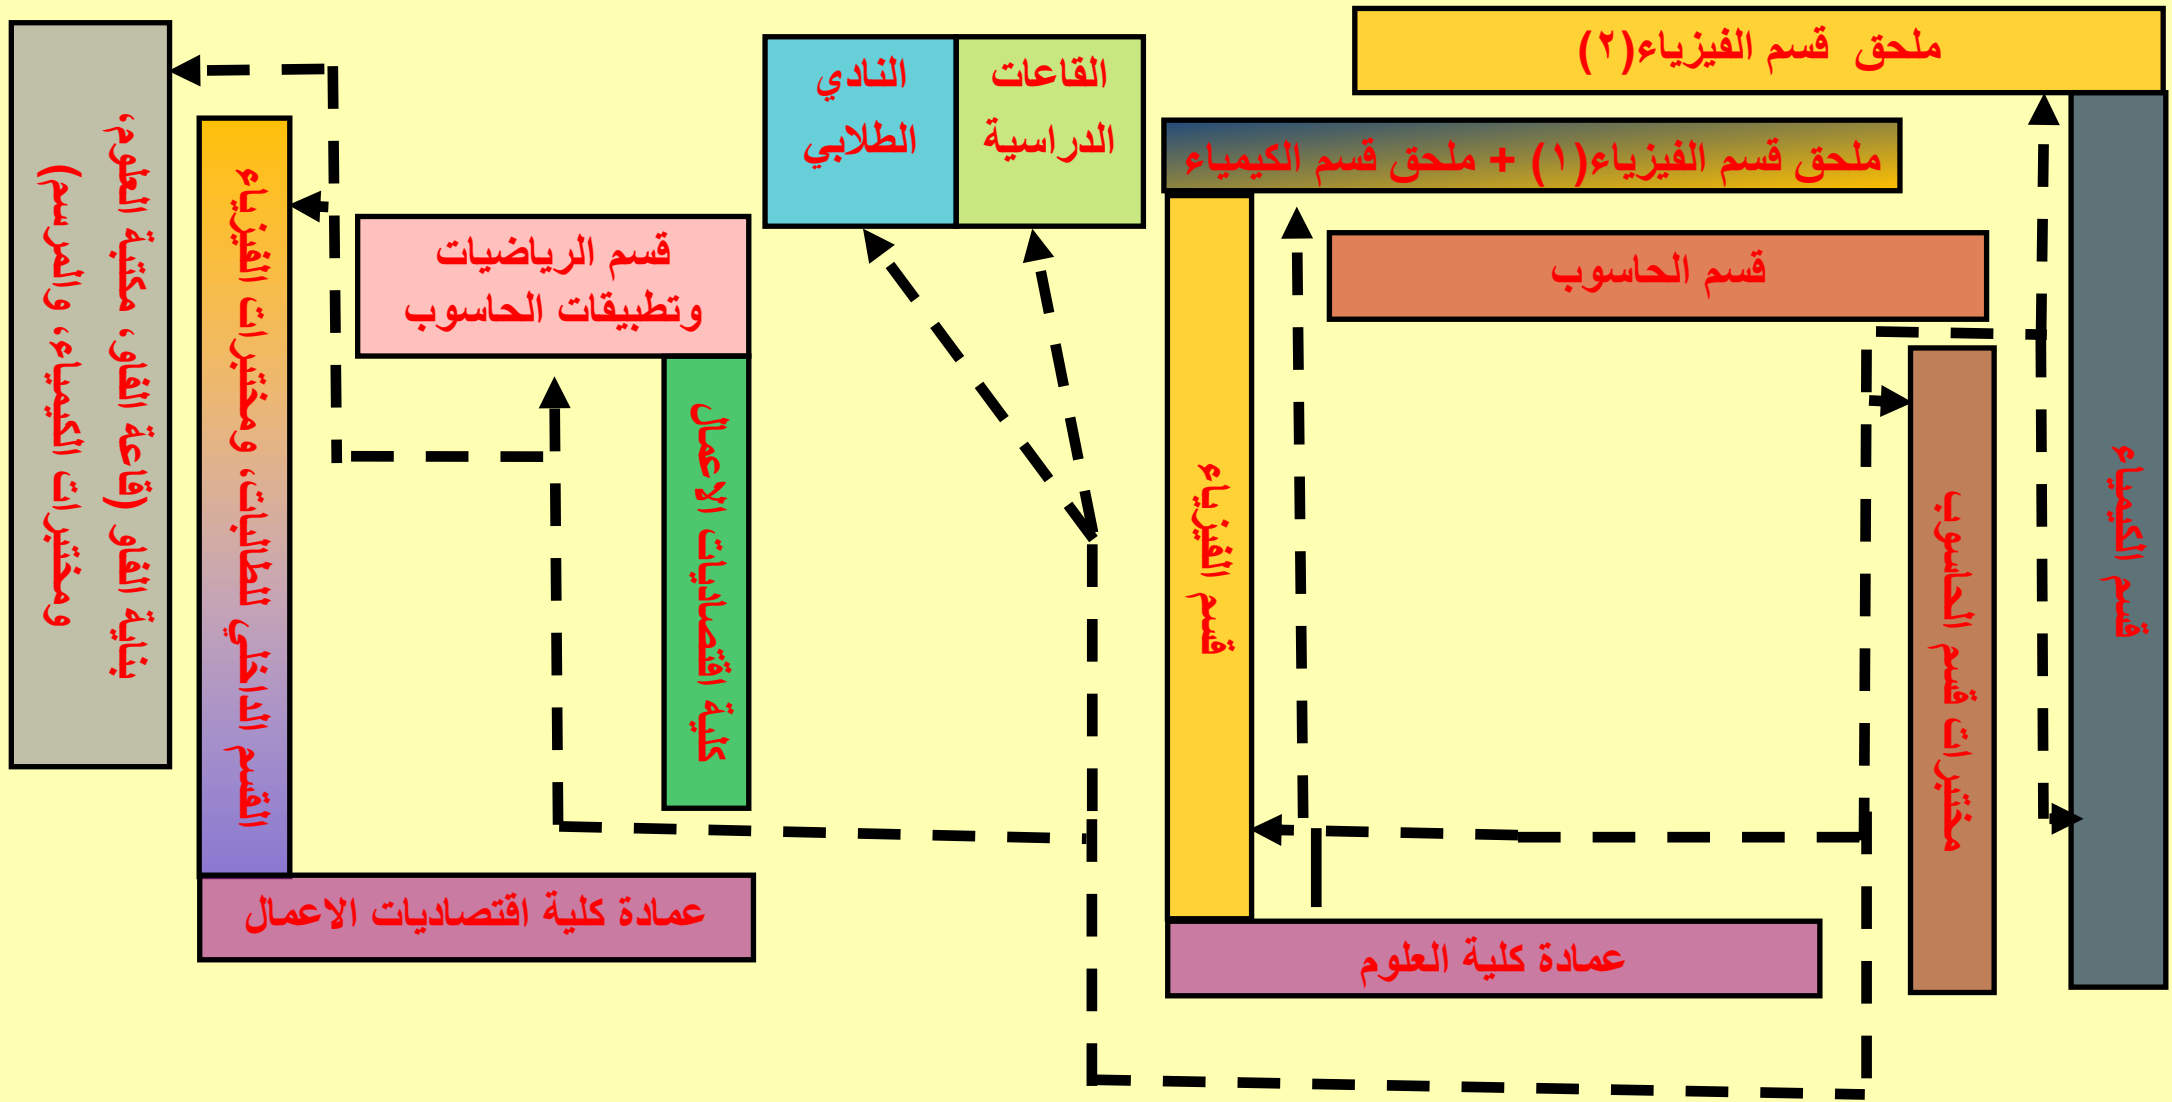 ملحق قسم الفيزياء(٢)
القاعات
الدراسية
النادي
الطلابي
ملحق قسم الفيزياء(١) + ملحق قسم الكيمياء
قسم الحاسوب
قسم الرياضيات
وتطبيقات الحاسوب
قسم الكيمياء
مختبرات قسم الحاسوب
قسم الفيزياء
كلية اقتصاديات الاعمال
القسم الداخلي للطالبات، ومختبرات الفيزياء
بناية الفاو (قاعة الفاو، مكتبة العلوم،
ومختبرات الكيمياء، والمرسم)
عمادة كلية العلوم
عمادة كلية اقتصاديات الاعمال